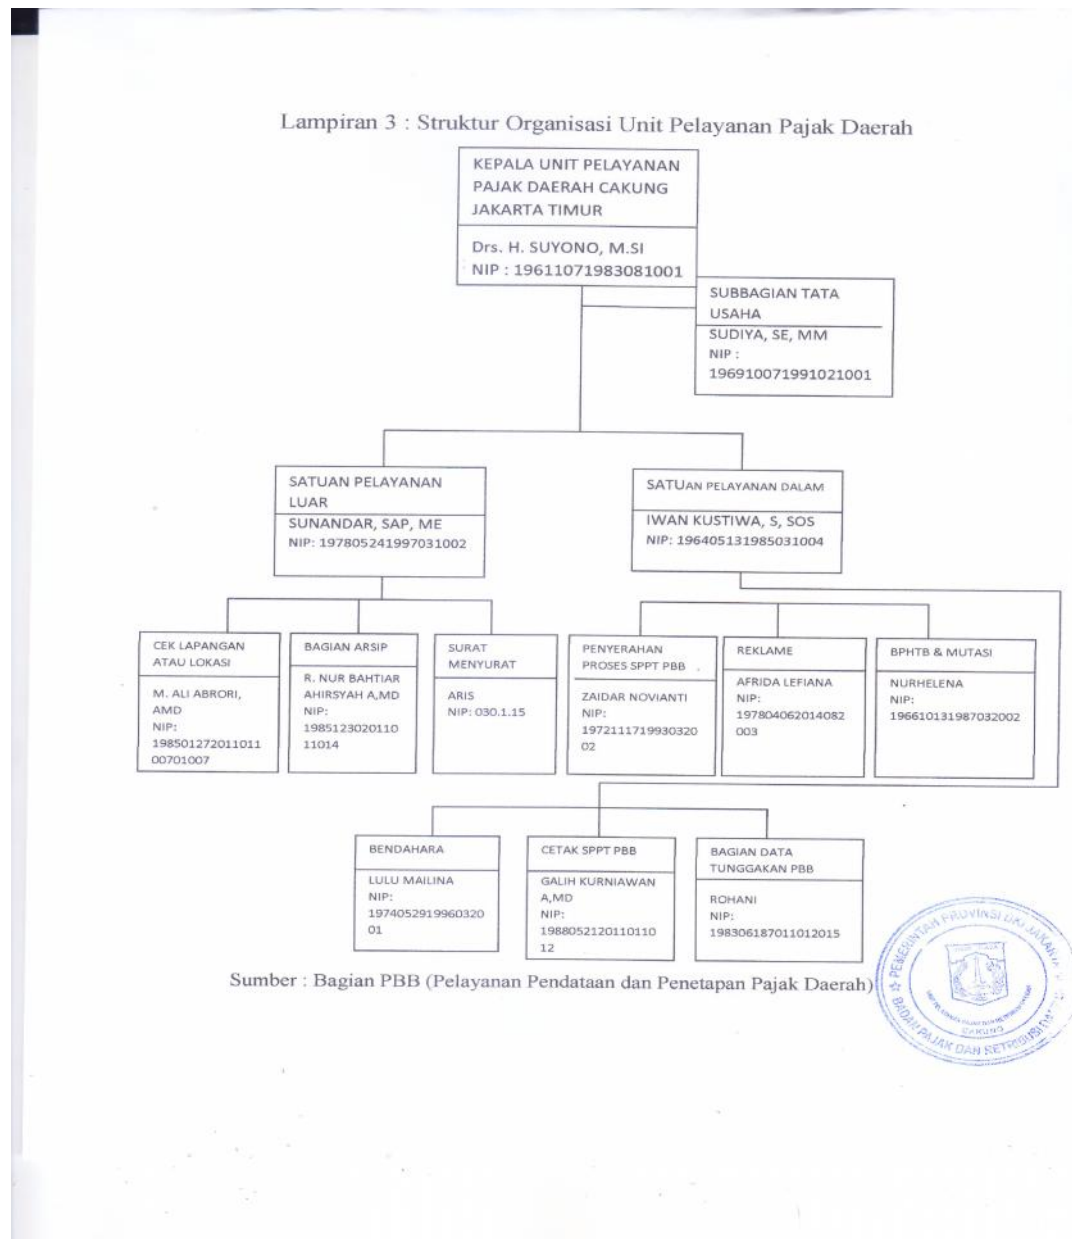 Lampiran 3 : Struktur Organisasi Unit Pelayanan Pajak Daerah
KEPALA UNIT PELAYANAN
PAJAK DAERAH CAKUNG
JAKARTA TIMUR
Drs. H. SUYONO, M.SI
NIP : 19611071983081001
SUBBAGIAN TATA
USAHA
SUDIYA, SE, MM
NIP :
196910071991021001
SATUAN PELAYANAN
LUAR
SUNANDAR, SAP, ME
NIP: 197805241997031002
SATUAN PELAYANAN DALAM
IWAN KUSTIWA, S, SOS
NIP: 196405131985031004
CEK LAPANGAN
ATAU LOKASI
M. ALI ABRORI,
AMD
NIP:
198501272011011
00701007
BAGIAN ARSIP
R. NUR BAHTIAR
AHIRSYAH A,MD
NIP:
1985123020110
11014
SURAT
MENYURAT
ARIS
NIP: 030.1.15
PENYERAHAN
PROSES SPPT PBB
ZAIDAR NOVIANTI
NIP:
1972111719930320
02
REKLAME
AFRIDA LEFIANA
NIP:
197804062014082
003
BPHTB & MUTASI
NURHELENA
NIP:
196610131987032002
BENDAHARA
LULU MAILINA
NIP:
1974052919960320
01
CETAK SPPT PBB
GALIH KURNIAWAN
A,MD
NIP:
1988052120110110
12
BAGIAN DATA
TUNGGAKAN PBB
ROHANI
NIP:
198306187011012015
Sumber : Bagian PBB (Pelayanan Pendataan dan Penetapan Pajak Daerah)
PEMERINTAH PROVINSI DKI JAKARTA
BADAN PAJAK DAN RETRIBUSI
CAKUNG